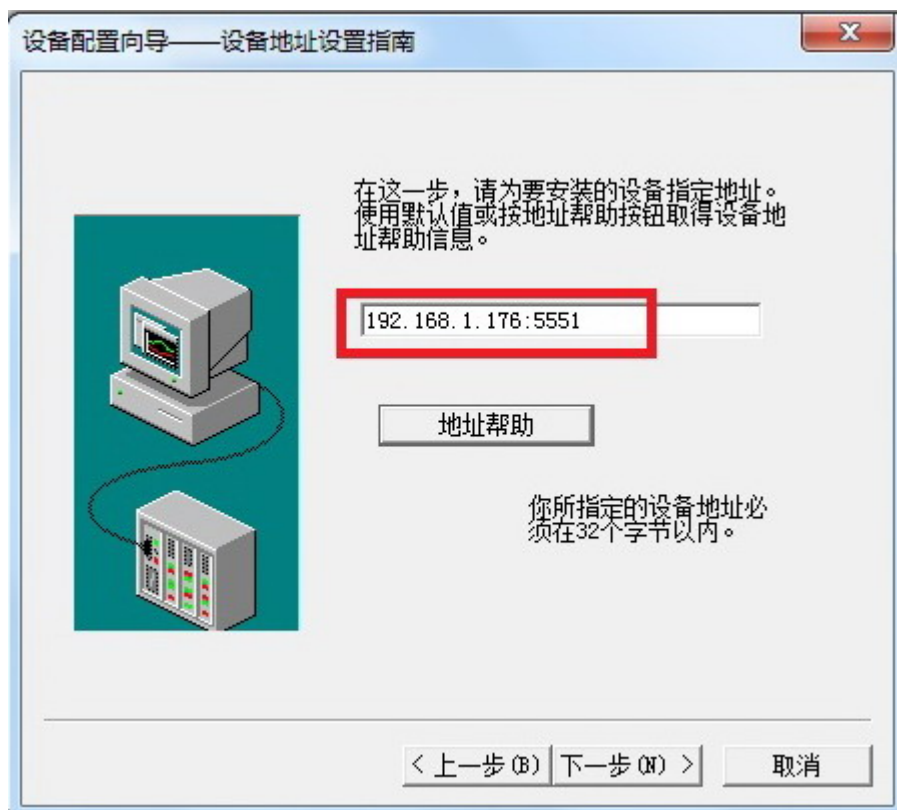 设备配置向导——设备地址设置指南
在这一步，请为要安装的设备指定地址。
使用默认值或按地址帮助按钮取得设备地
址帮助信息。
192.168.1.176:5551
地址帮助
你所指定的设备地址必
须在32个字节以内。
< 上一步(B) 下一步(N) > 取消